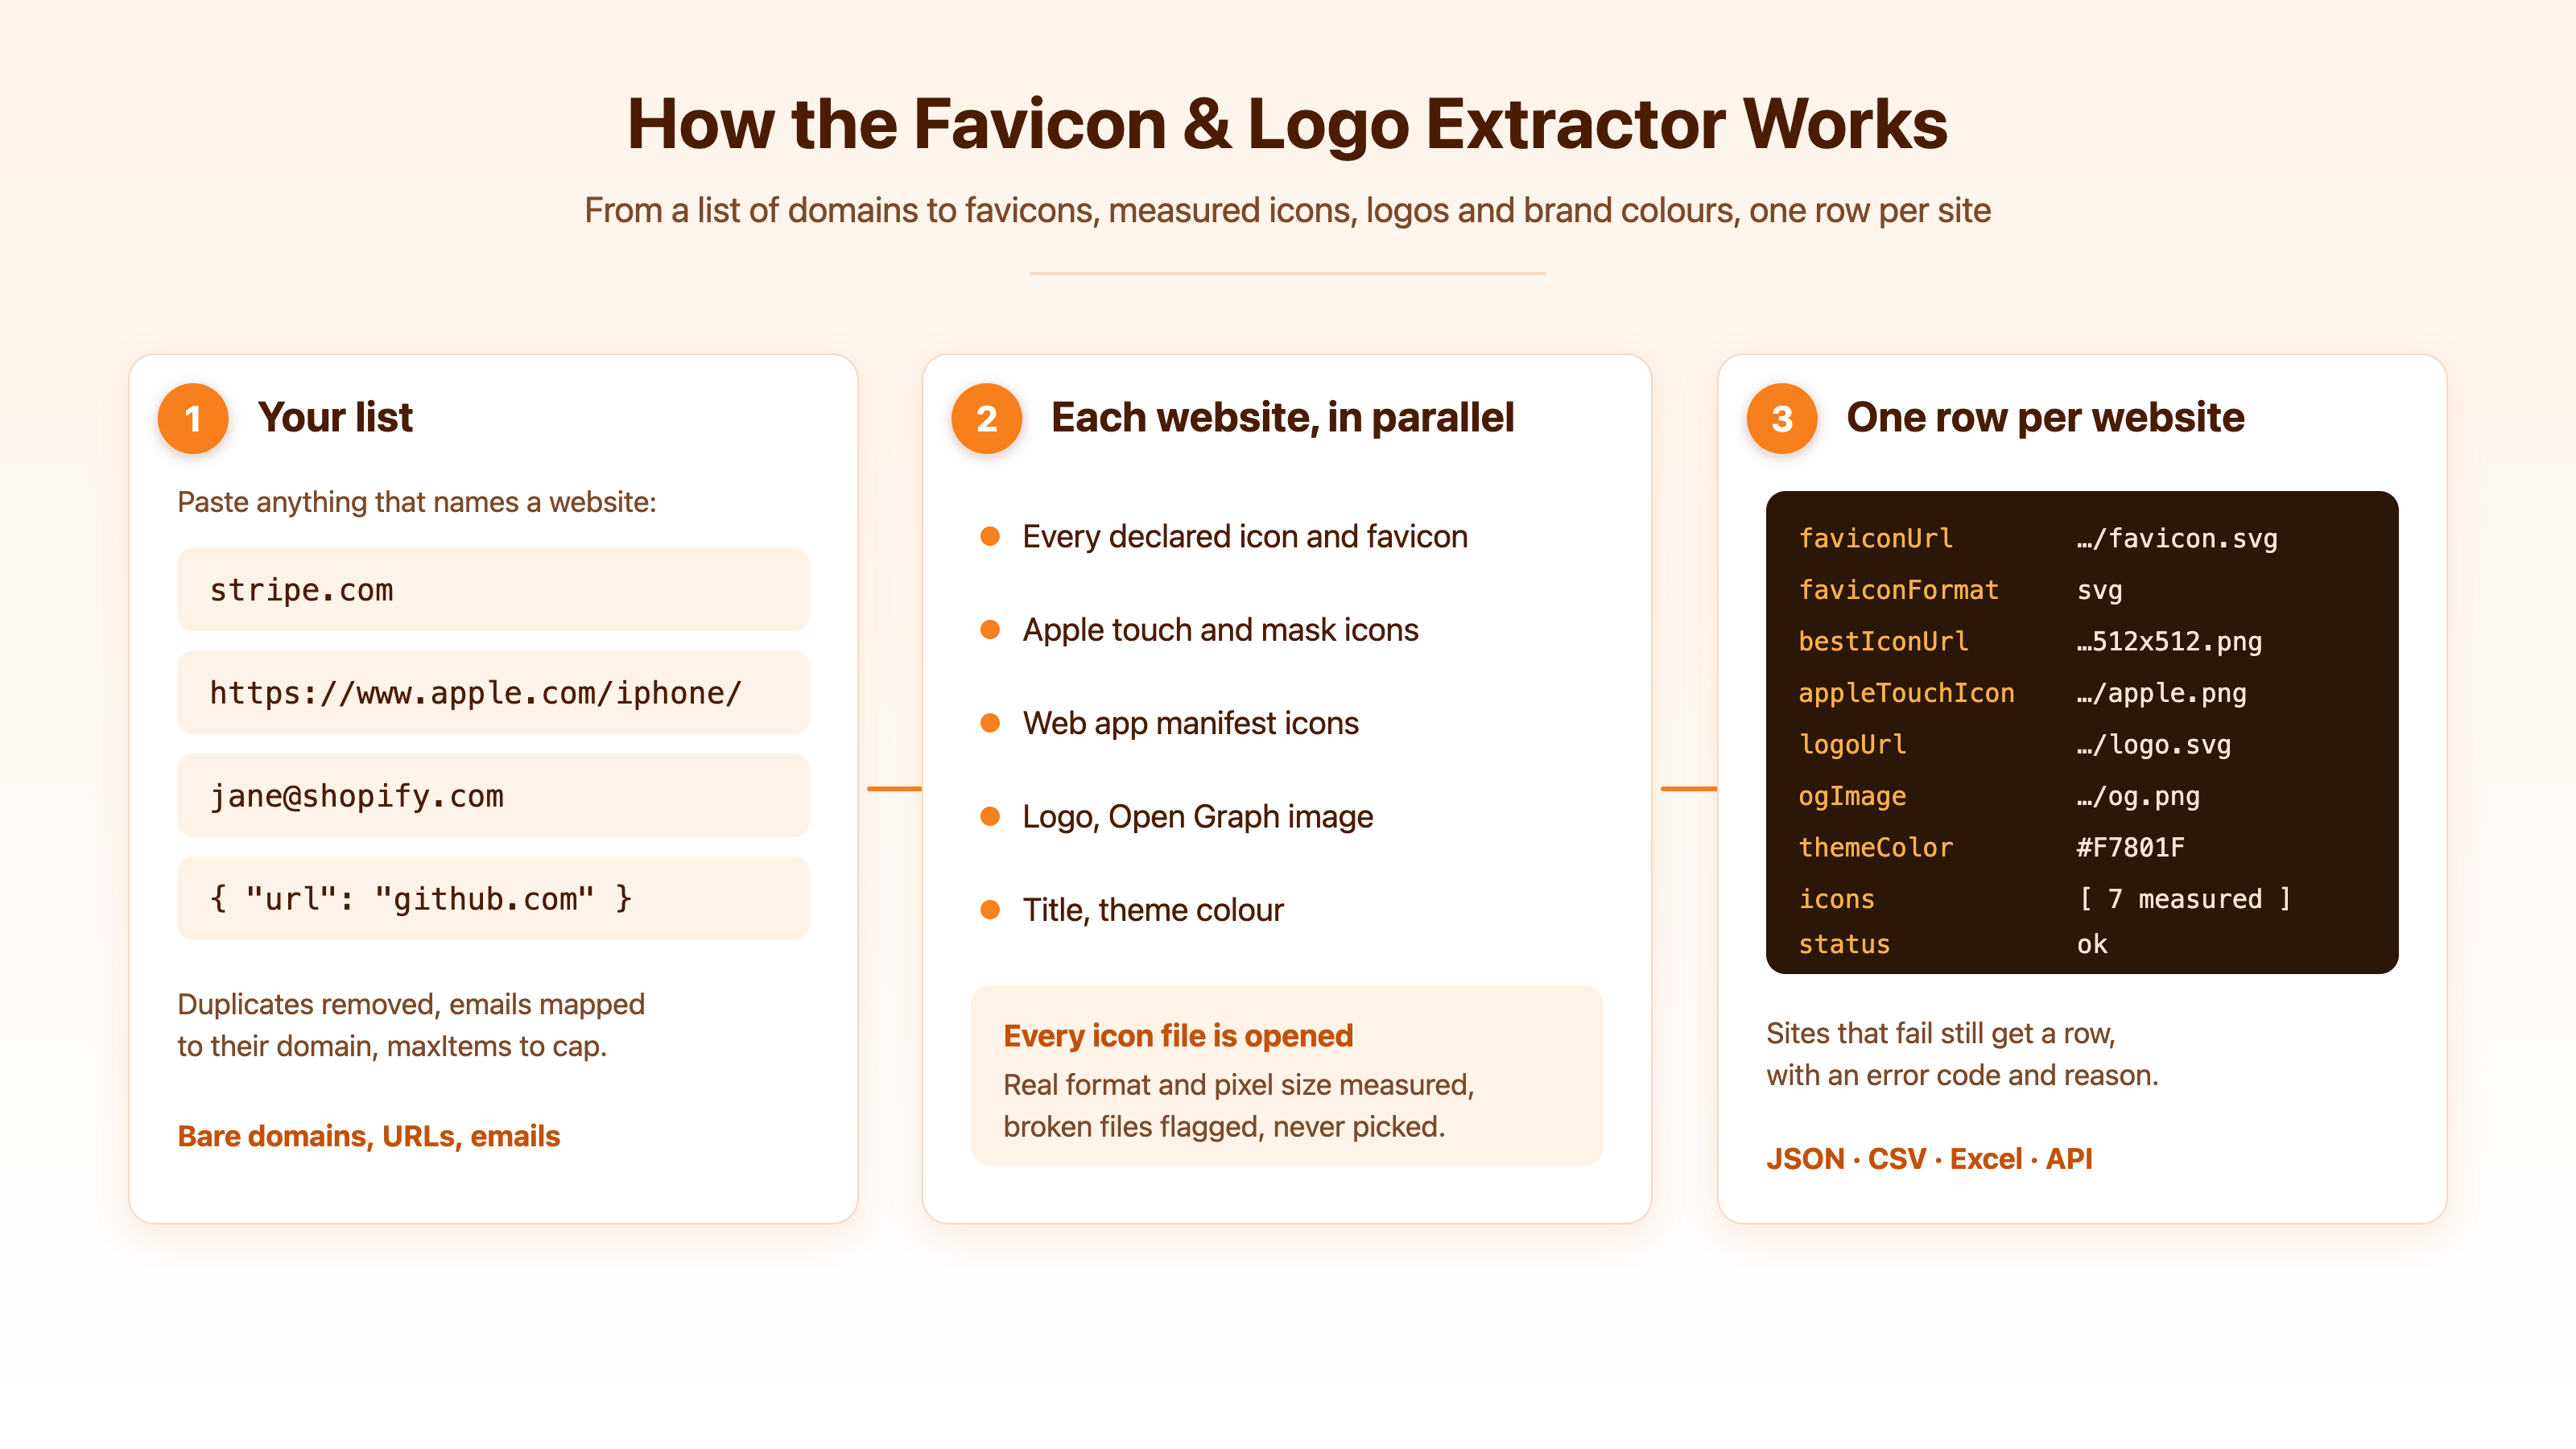 How the Favicon & Logo Extractor Works
From a list of domains to favicons, measured icons, logos and brand colours, one row per site
1 Your list
Paste anything that names a website:
stripe.com
https://www.apple.com/iphone/
jane@shopify.com
{ "url": "github.com" }
Duplicates removed, emails mapped
to their domain, maxItems to cap.
Bare domains, URLs, emails
2 Each website, in parallel
Every declared icon and favicon
Apple touch and mask icons
Web app manifest icons
Logo, Open Graph image
Title, theme colour
Every icon file is opened
Real format and pixel size measured,
broken files flagged, never picked.
3 One row per website
faviconUrl …/favicon.svg
faviconFormat svg
bestIconUrl …512x512.png
appleTouchIcon …/apple.png
logoUrl …/logo.svg
ogImage …/og.png
themeColor #F7801F
icons [ 7 measured ]
status ok
Sites that fail still get a row,
with an error code and reason.
JSON · CSV · Excel · API